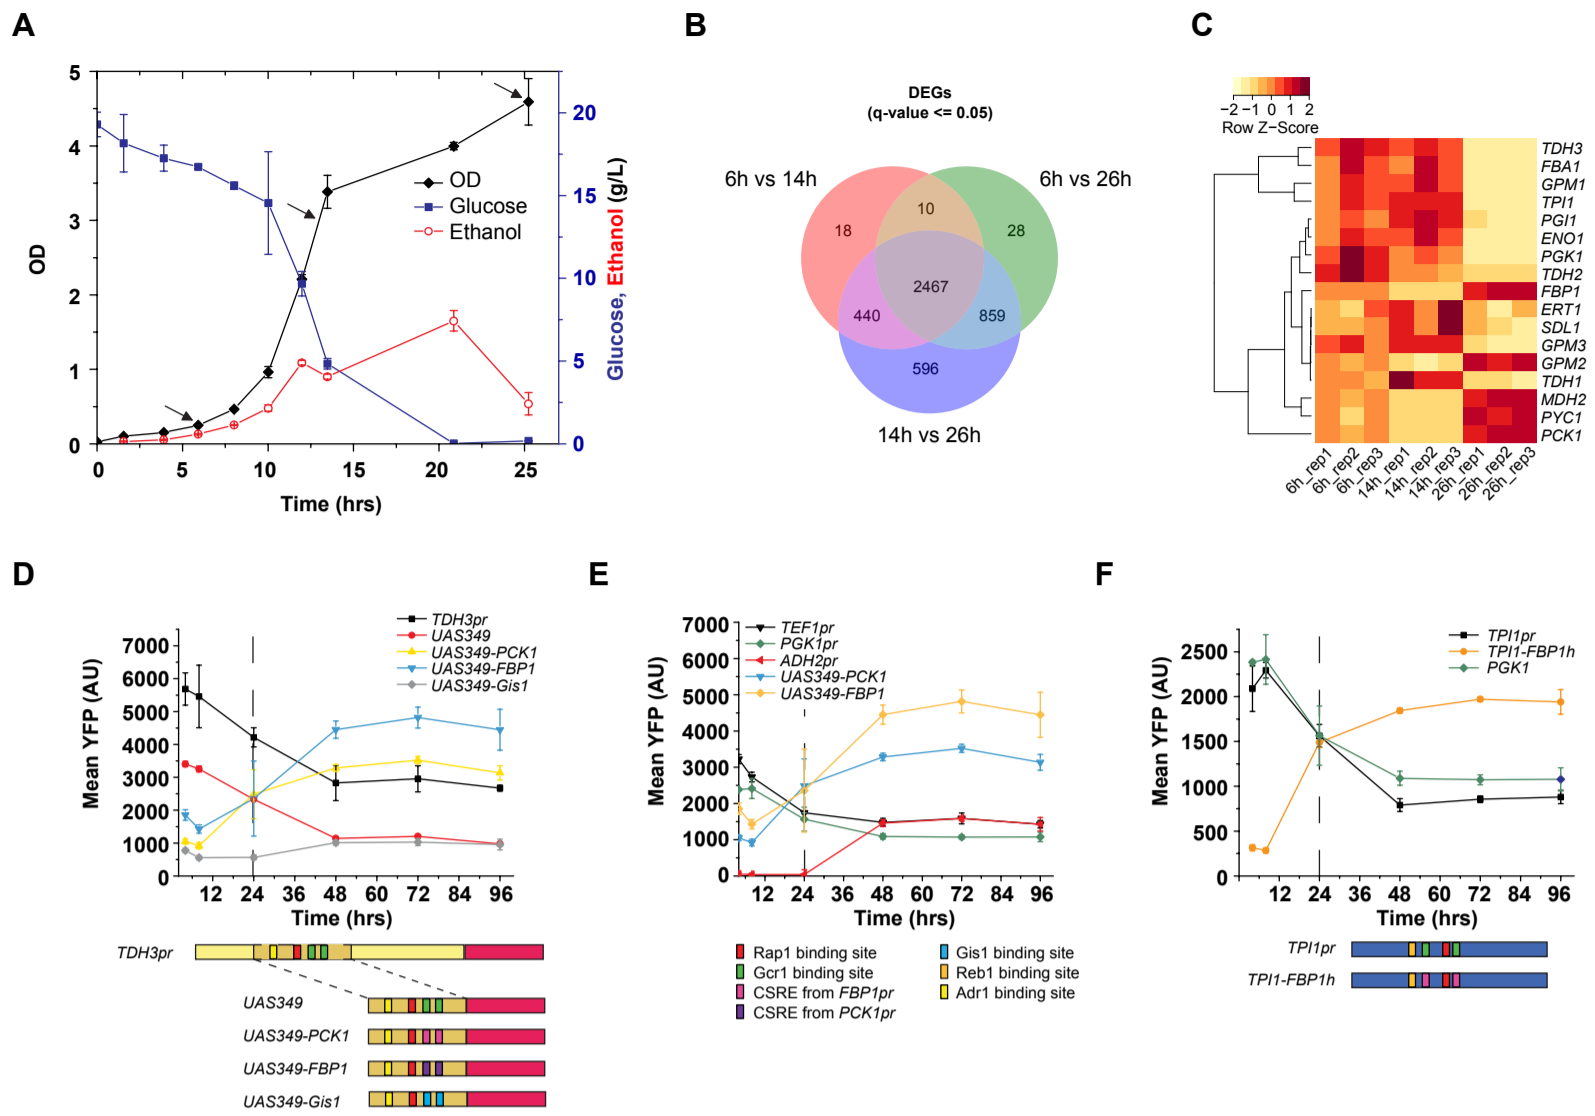 A
B
C
5
4
3
2
1
0
OD
20
15
10
5
0
Glucose, Ethanol (g/L)
OD
Glucose
Ethanol
0
5
10
15
20
25
Time (hrs)
DEGs
(q-value <= 0.05)
6h vs 14h
6h vs 26h
18
10
28
2467
440
859
596
14h vs 26h
−2 −1 0 1 2
Row Z−Score
TDH3
FBA1
GPM1
TPI1
PGI1
ENO1
PGK1
TDH2
FBP1
ERT1
SDL1
GPM3
GPM2
TDH1
MDH2
PYC1
PCK1
6h_rep1
6h_rep2
6h_rep3
14h_rep1
14h_rep2
14h_rep3
26h_rep1
26h_rep2
26h_rep3
D
E
F
TDH3pr
UAS349
UAS349-PCK1
UAS349-FBP1
UAS349-Gis1
7000
6000
5000
4000
3000
2000
1000
0
Mean YFP (AU)
12 24 36 48 60 72 84 96
Time (hrs)
TDH3pr
UAS349
UAS349-PCK1
UAS349-FBP1
UAS349-Gis1
TEF1pr
PGK1pr
ADH2pr
UAS349-PCK1
UAS349-FBP1
7000
6000
5000
4000
3000
2000
1000
0
Mean YFP (AU)
12 24 36 48 60 72 84 96
Time (hrs)
Rap1 binding site
Gcr1 binding site
CSRE from FBP1pr
CSRE from PCK1pr
Gis1 binding site
Reb1 binding site
Adr1 binding site
TPI1pr
TPI1-FBP1h
PGK1
2500
2000
1500
1000
500
0
Mean YFP (AU)
12 24 36 48 60 72 84 96
Time (hrs)
TPI1pr
TPI1-FBP1h